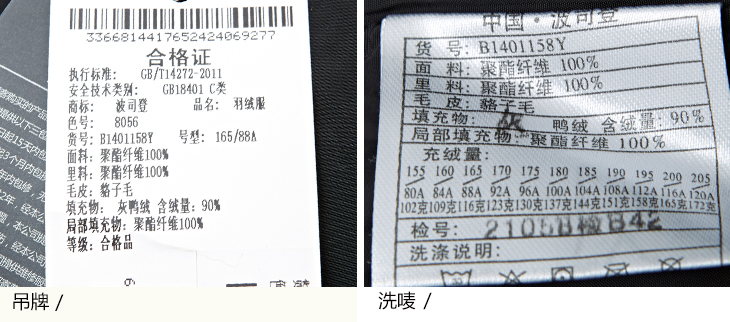 3366814417652424069277
合格证
执行标准: GB/T14272-2011
安全技术类别: GB18401 C类
商标: 波司登 品名: 羽绒服
色号: 8056
货号: B1401158Y 号型: 165/88A
面料: 聚酯纤维100%
里料: 聚酯纤维100%
毛皮: 貉子毛
填充物: 灰鸭绒 含绒量: 90%
局部填充物: 聚酯纤维100%
等级: 合格品
吊牌 /
中国·波司登
货 号: B1401158Y
面 料: 聚酯纤维 100%
里 料: 聚酯纤维 100%
毛 皮: 貉子毛
填充物: 灰 鸭绒 含绒量: 90%
局部填充物: 聚酯纤维 100%
充绒量:
155 160 165 170 175 180 185 190 195 200 205
80A 84A 88A 92A 96A 100A 104A 108A 112A 116A 120A
102克 109克 116克 123克 130克 137克 144克 151克 158克 165克 172克
检号: 2105B检B42
洗涤说明:
洗唛 /